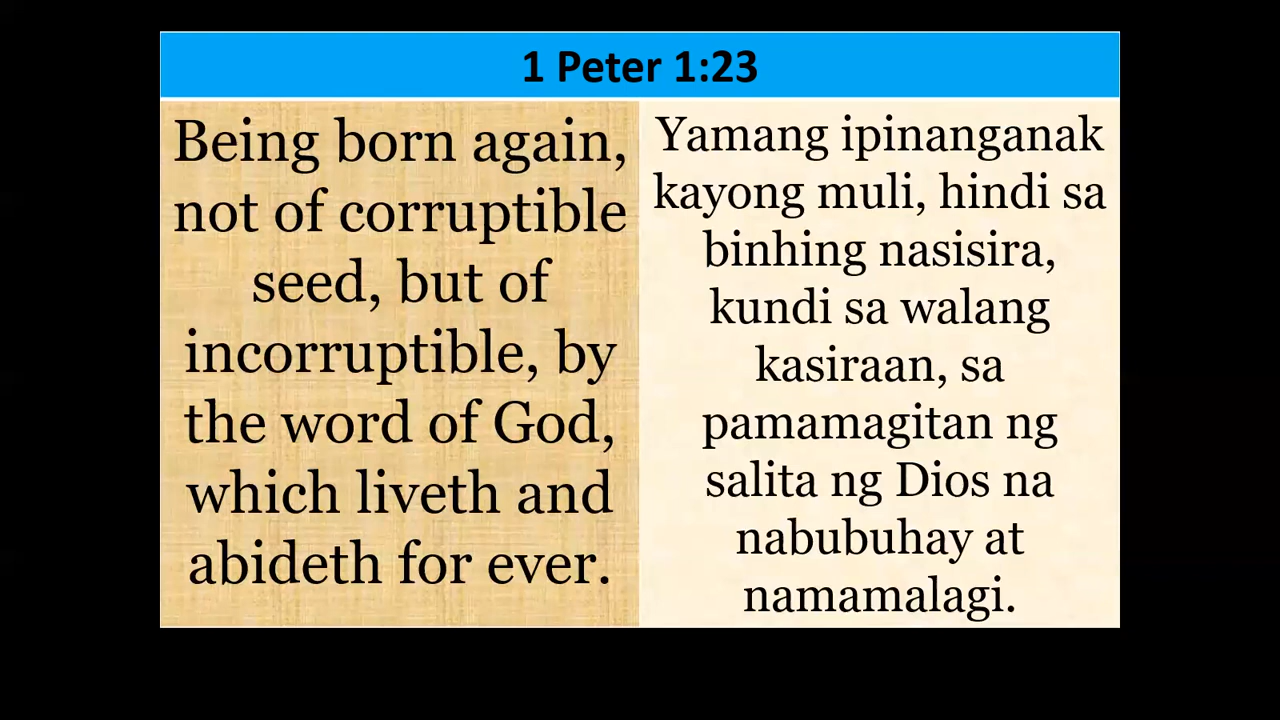 1 Peter 1:23
Being born again,
not of corruptible
seed, but of
incorruptible, by
the word of God,
which liveth and
abideth for ever.
Yamang ipinanganak
kayong muli, hindi sa
binhing nasisira,
kundi sa walang
kasiraan, sa
pamamagitan ng
salita ng Dios na
nabubuhay at
namamalagi.